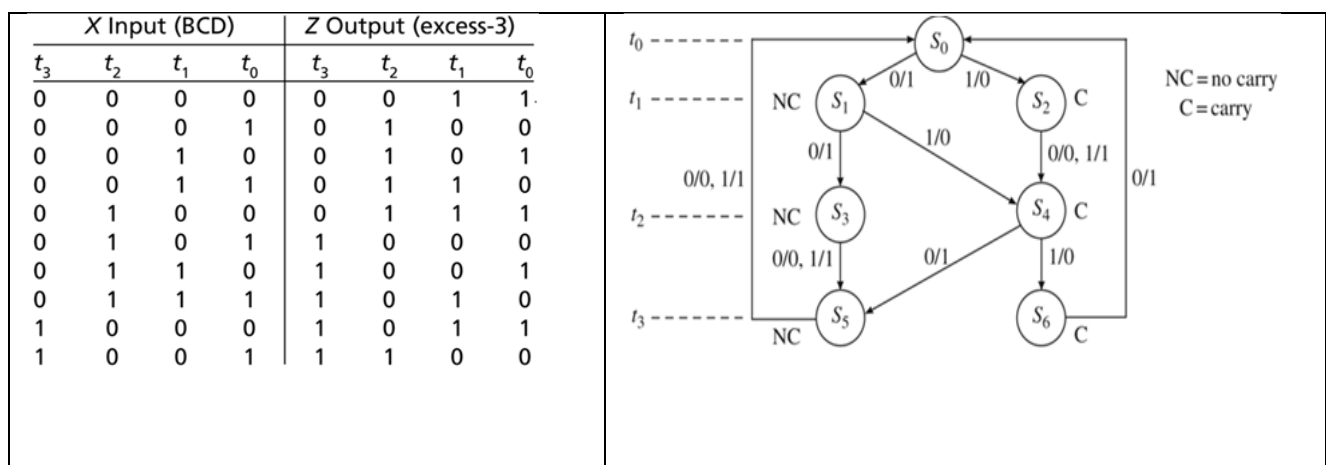 X Input (BCD) Z Output (excess-3)
t₃ t₂ t₁ t₀ t₃ t₂ t₁ t₀
0 0 0 0 0 0 1 1
0 0 0 1 0 1 0 0
0 0 1 0 0 1 0 1
0 0 1 1 0 1 1 0
0 1 0 0 0 1 1 1
0 1 0 1 1 0 0 0
0 1 1 0 1 0 0 1
0 1 1 1 1 0 1 0
1 0 0 0 1 0 1 1
1 0 0 1 1 1 0 0
t₀ S₀
0/1 1/0
NC = no carry
C = carry
t₁ NC S₁ S₂ C
0/1 1/0 0/0, 1/1
0/0, 1/1 0/1
t₂ NC S₃ S₄ C
0/0, 1/1 0/1 1/0
t₃ S₅ S₆
NC C